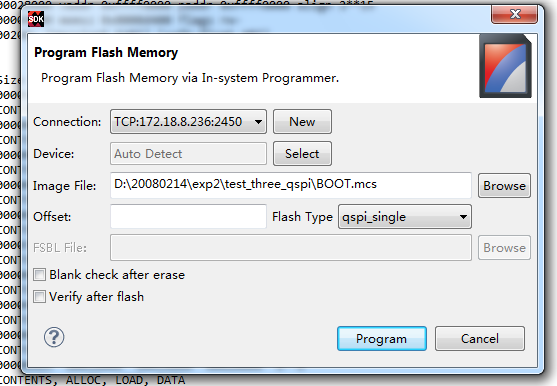 SDK
Program Flash Memory
Program Flash Memory via In-system Programmer.
Connection: TCP:172.18.8.236:2450 New
Device: Auto Detect Select
Image File: D:\20080214\exp2\test_three_qspi\BOOT.mcs Browse
Offset: Flash Type qspi_single
FSBL File: Browse
Blank check after erase
Verify after flash
? Program Cancel
CONTENTS, ALLOC, LOAD, DATA